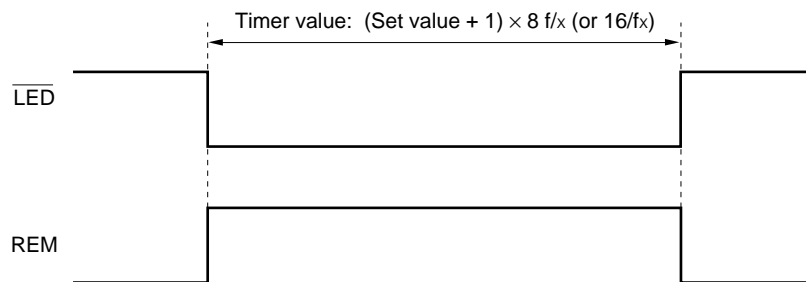 Timer value: (Set value + 1) × 8 f/x (or 16/fx)
LED
REM